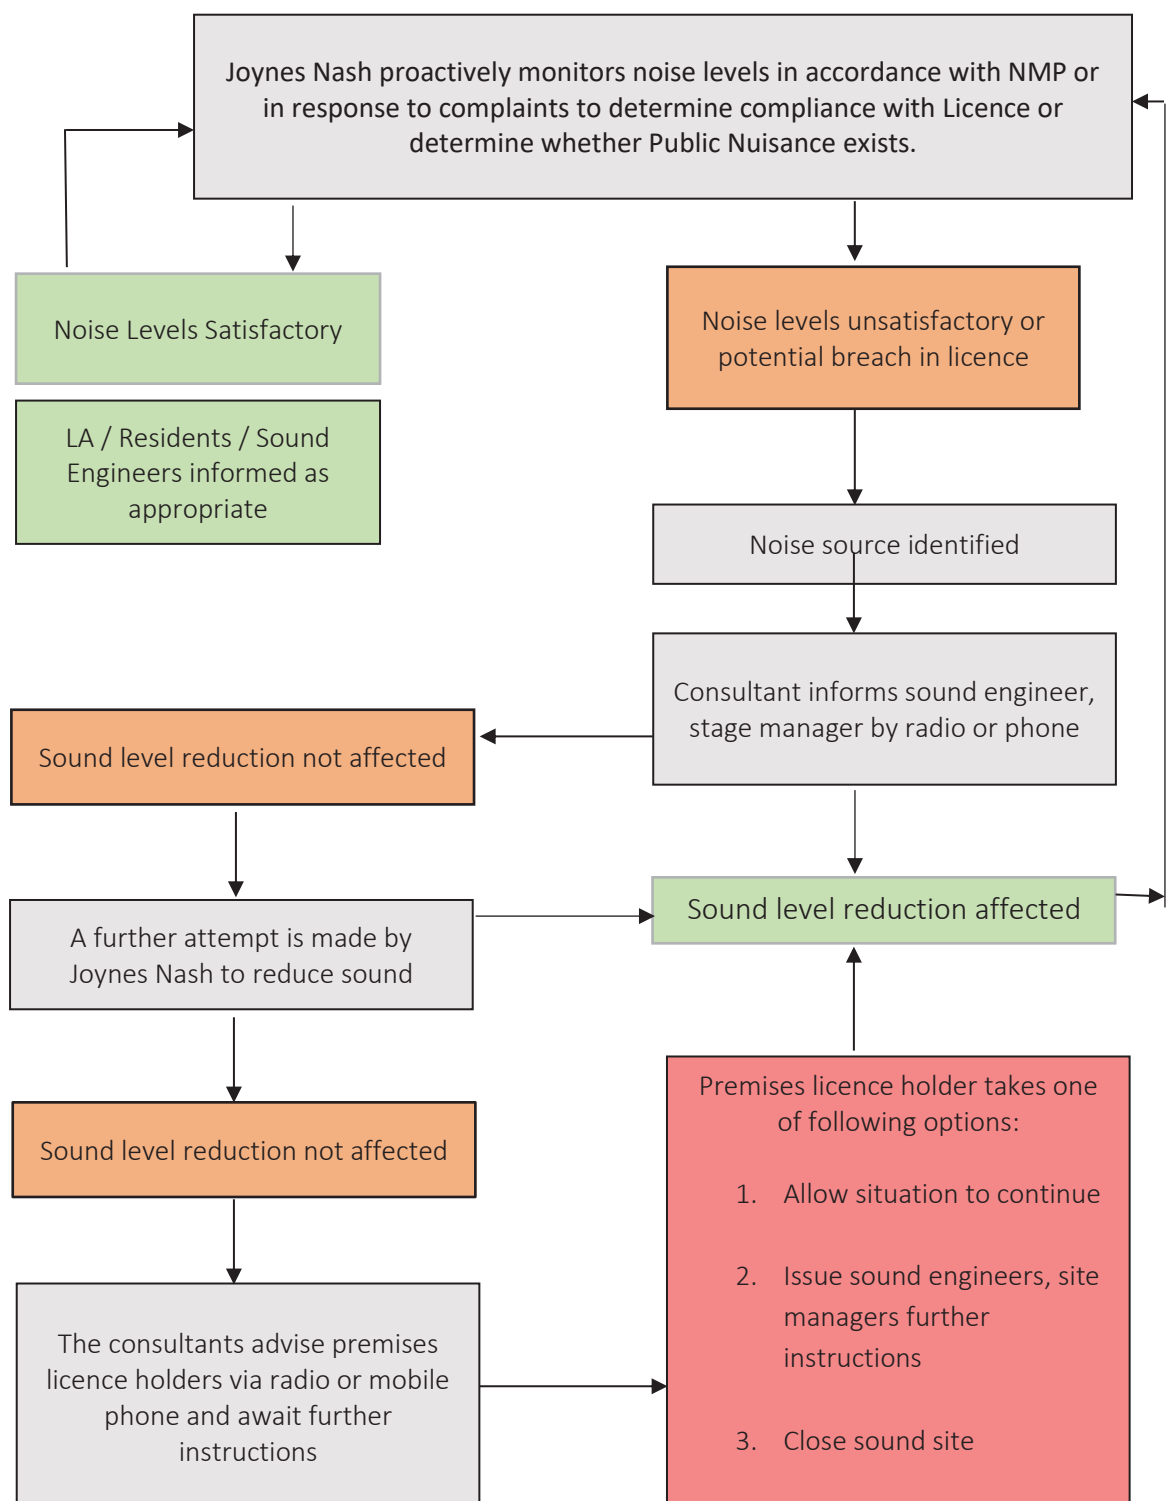 Joynes Nash proactively monitors noise levels in accordance with NMP or
in response to complaints to determine compliance with Licence or
determine whether Public Nuisance exists.
Noise Levels Satisfactory
Noise levels unsatisfactory or
potential breach in licence
LA / Residents / Sound
Engineers informed as
appropriate
Noise source identified
Consultant informs sound engineer,
stage manager by radio or phone
Sound level reduction not affected
Sound level reduction affected
A further attempt is made by
Joynes Nash to reduce sound
Sound level reduction not affected
The consultants advise premises
licence holders via radio or mobile
phone and await further
instructions
Premises licence holder takes one
of following options:
1. Allow situation to continue
2. Issue sound engineers, site
managers further
instructions
3. Close sound site